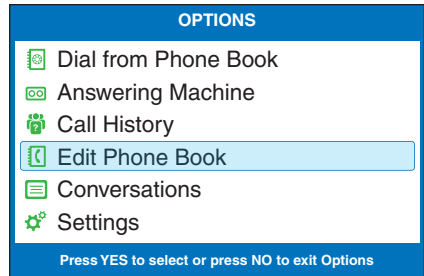 OPTIONS
Dial from Phone Book
Answering Machine
Call History
Edit Phone Book
Conversations
Settings
Press YES to select or press NO to exit Options